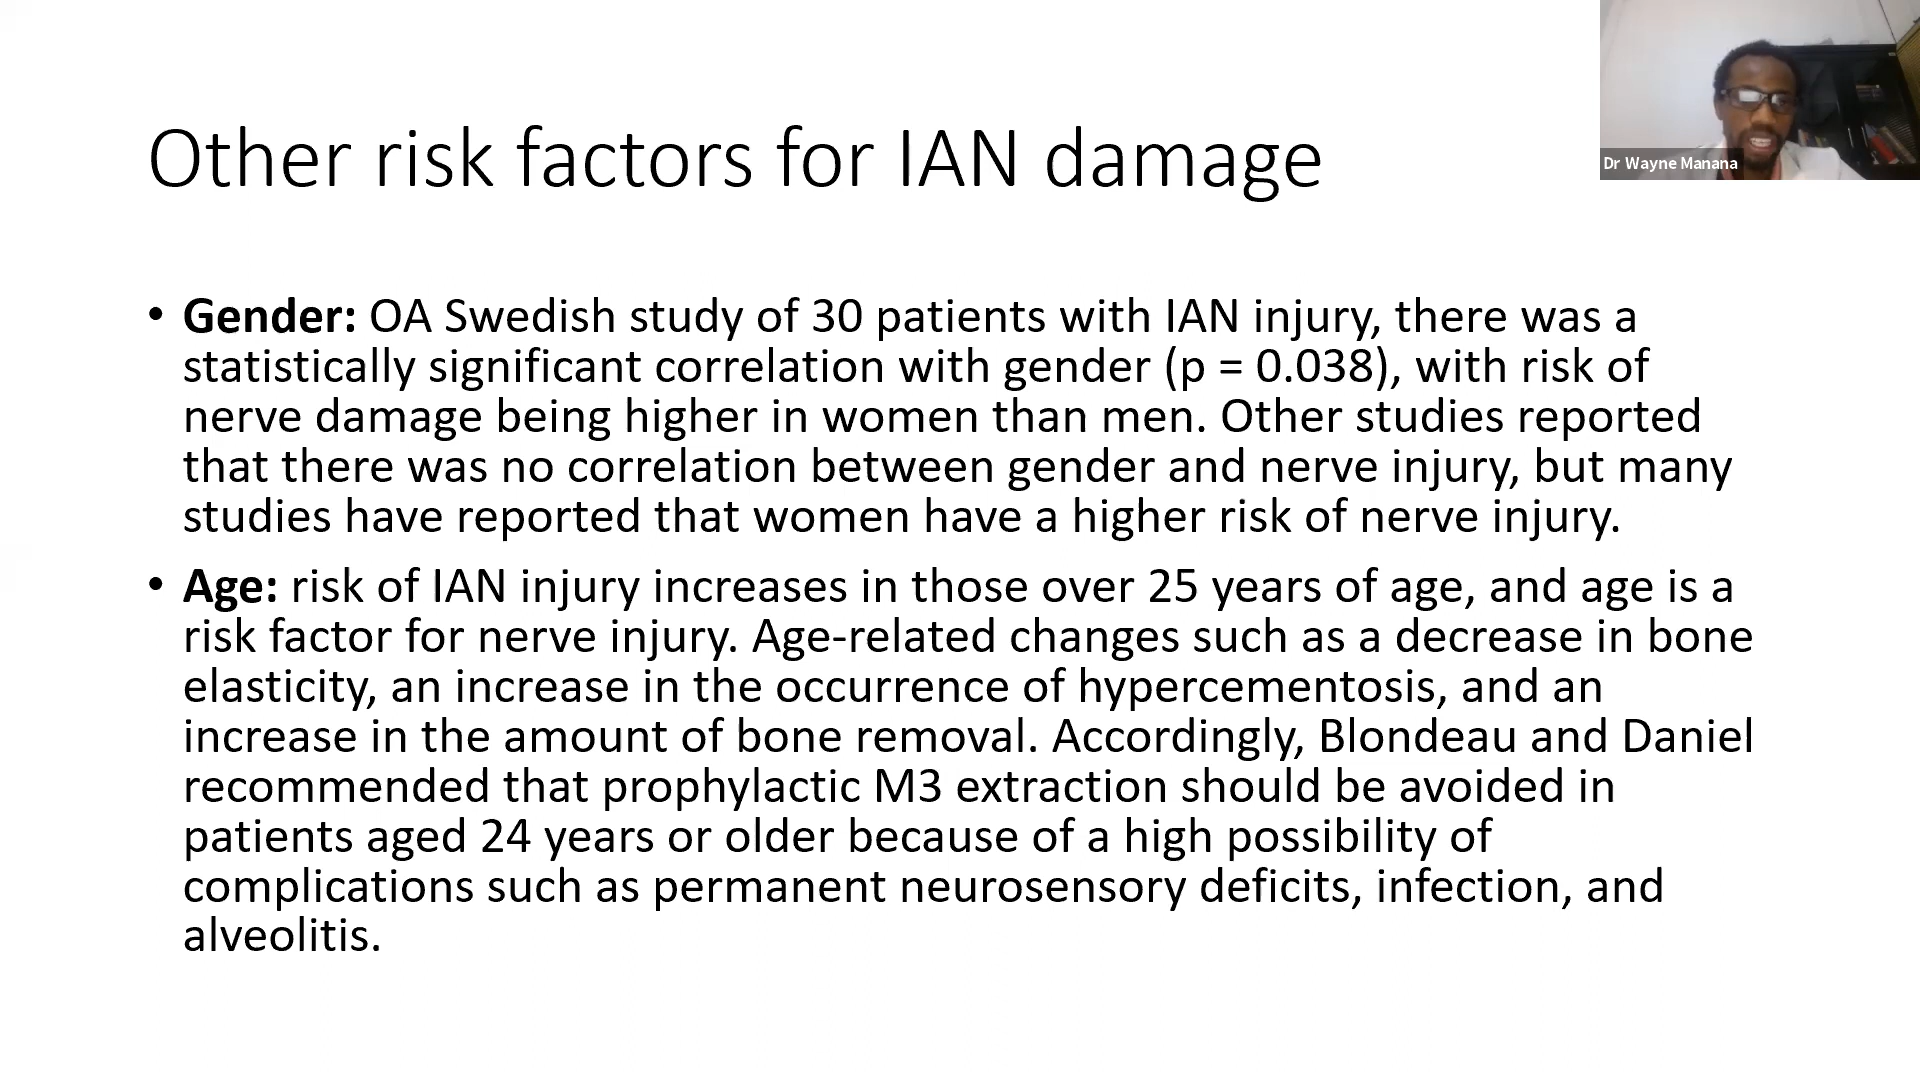 Other risk factors for IAN damage
Dr Wayne Manana
• Gender: OA Swedish study of 30 patients with IAN injury, there was a
statistically significant correlation with gender (p = 0.038), with risk of
nerve damage being higher in women than men. Other studies reported
that there was no correlation between gender and nerve injury, but many
studies have reported that women have a higher risk of nerve injury.
• Age: risk of IAN injury increases in those over 25 years of age, and age is a
risk factor for nerve injury. Age-related changes such as a decrease in bone
elasticity, an increase in the occurrence of hypercementosis, and an
increase in the amount of bone removal. Accordingly, Blondeau and Daniel
recommended that prophylactic M3 extraction should be avoided in
patients aged 24 years or older because of a high possibility of
complications such as permanent neurosensory deficits, infection, and
alveolitis.